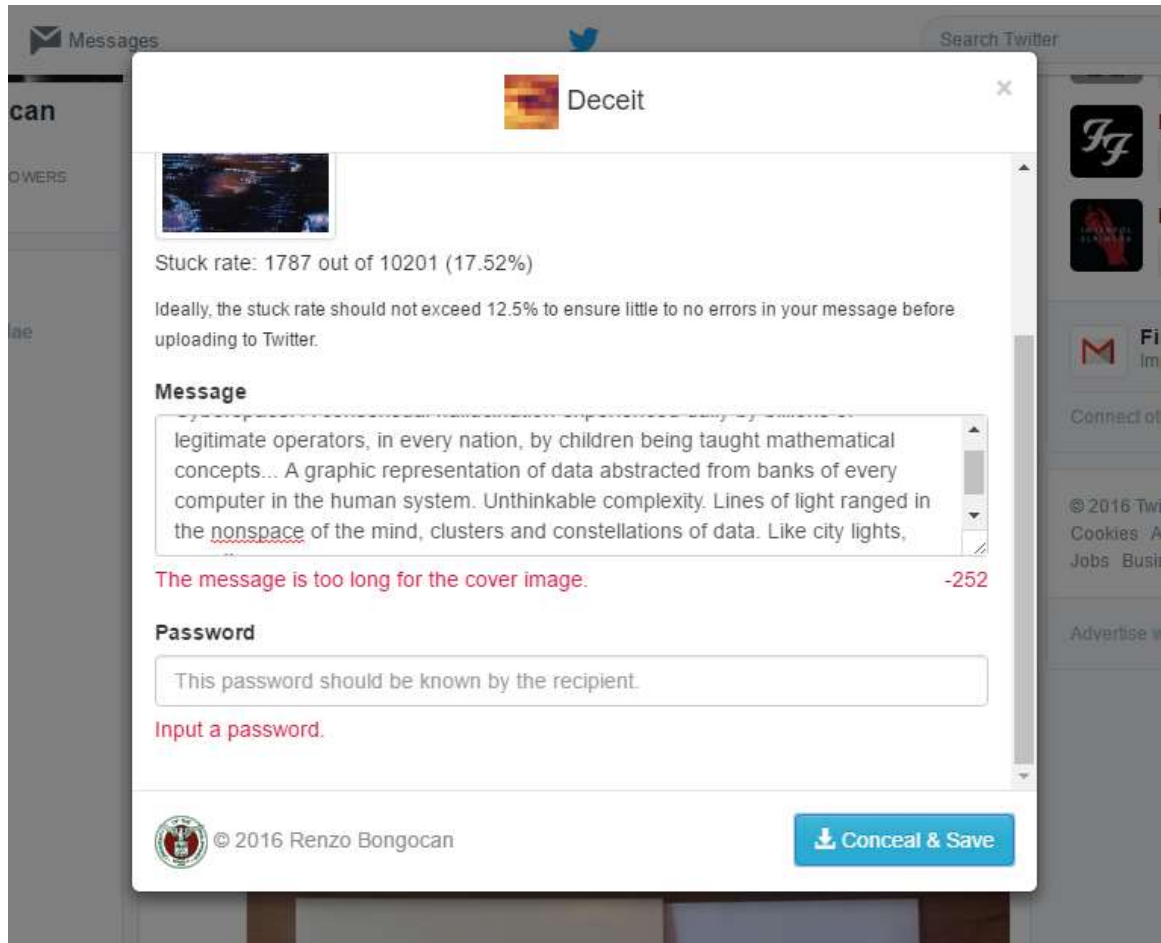 Messages
Search Twitter
can
OWERS
Deceit
×
Stuck rate: 1787 out of 10201 (17.52%)
Ideally, the stuck rate should not exceed 12.5% to ensure little to no errors in your message before
uploading to Twitter.
Message
legitimate operators, in every nation, by children being taught mathematical
concepts... A graphic representation of data abstracted from banks of every
computer in the human system. Unthinkable complexity. Lines of light ranged in
the nonspace of the mind, clusters and constellations of data. Like city lights,
The message is too long for the cover image. -252
Password
This password should be known by the recipient.
Input a password.
© 2016 Renzo Bongocan
Conceal & Save
FF
Fi
Im
Connect ot
© 2016 Twi
Cookies A
Jobs Busi
Advertise w